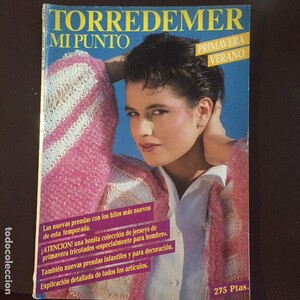 TORREDEMER
MI PUNTO
PRIMAVERA
VERANO
Las nuevas prendas con los hilos más nuevos
de esta temporada.
¡ATENCION! una bonita colección de jerseys de
primavera tricotados «especialmente para hombre».
También nuevas prendas infantiles y para decoración.
Explicación detallada de todos los artículos.
275 Ptas.
todocoleccion